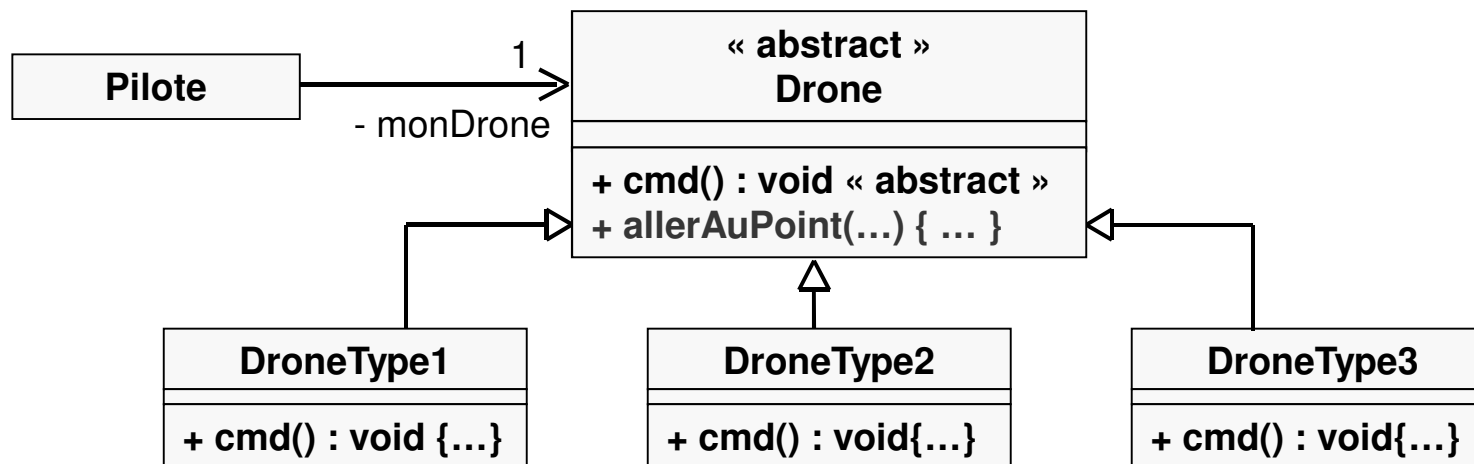 « abstract »
Pilote
1
Drone
- monDrone
+ cmd() : void « abstract »
+ allerAuPoint(...) { ... }
DroneType1
DroneType2
DroneType3
+ cmd() : void {...}
+ cmd() : void{...}
+ cmd() : void{...}